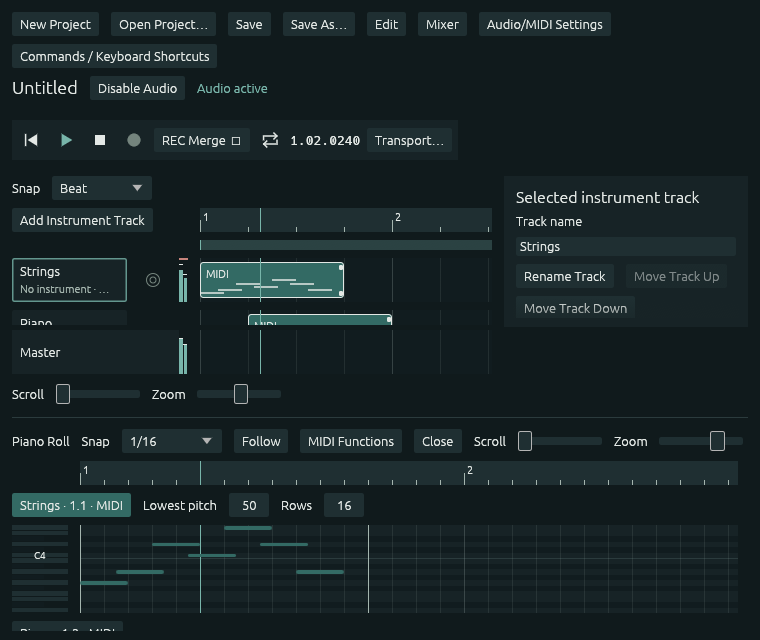 New Project Open Project... Save Save As... Edit Mixer Audio/MIDI Settings
Commands / Keyboard Shortcuts
Untitled Disable Audio Audio active
REC Merge 1.02.0240 Transport...
Snap Beat
Add Instrument Track 1 2
Selected instrument track
Track name
Strings
Rename Track Move Track Up
Move Track Down
Strings MIDI
No instrument · ...
Piano MIDI
Master
Scroll Zoom
Piano Roll Snap 1/16 Follow MIDI Functions Close Scroll Zoom
1 2
Strings · 1.1 · MIDI Lowest pitch 50 Rows 16
C4